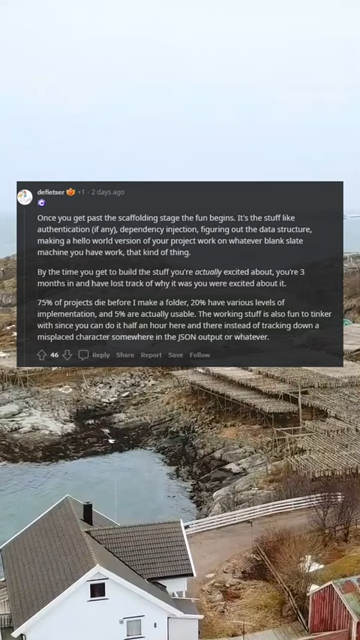 defietser +1 · 2 days ago
Once you get past the scaffolding stage the fun begins. It's the stuff like
authentication (if any), dependency injection, figuring out the data structure,
making a hello world version of your project work on whatever blank slate
machine you have work, that kind of thing.
By the time you get to build the stuff you're actually excited about, you're 3
months in and have lost track of why it was you were excited about it.
75% of projects die before I make a folder, 20% have various levels of
implementation, and 5% are actually usable. The working stuff is also fun to tinker
with since you can do it half an hour here and there instead of tracking down a
misplaced character somewhere in the JSON output or whatever.
46 Reply Share Report Save Follow